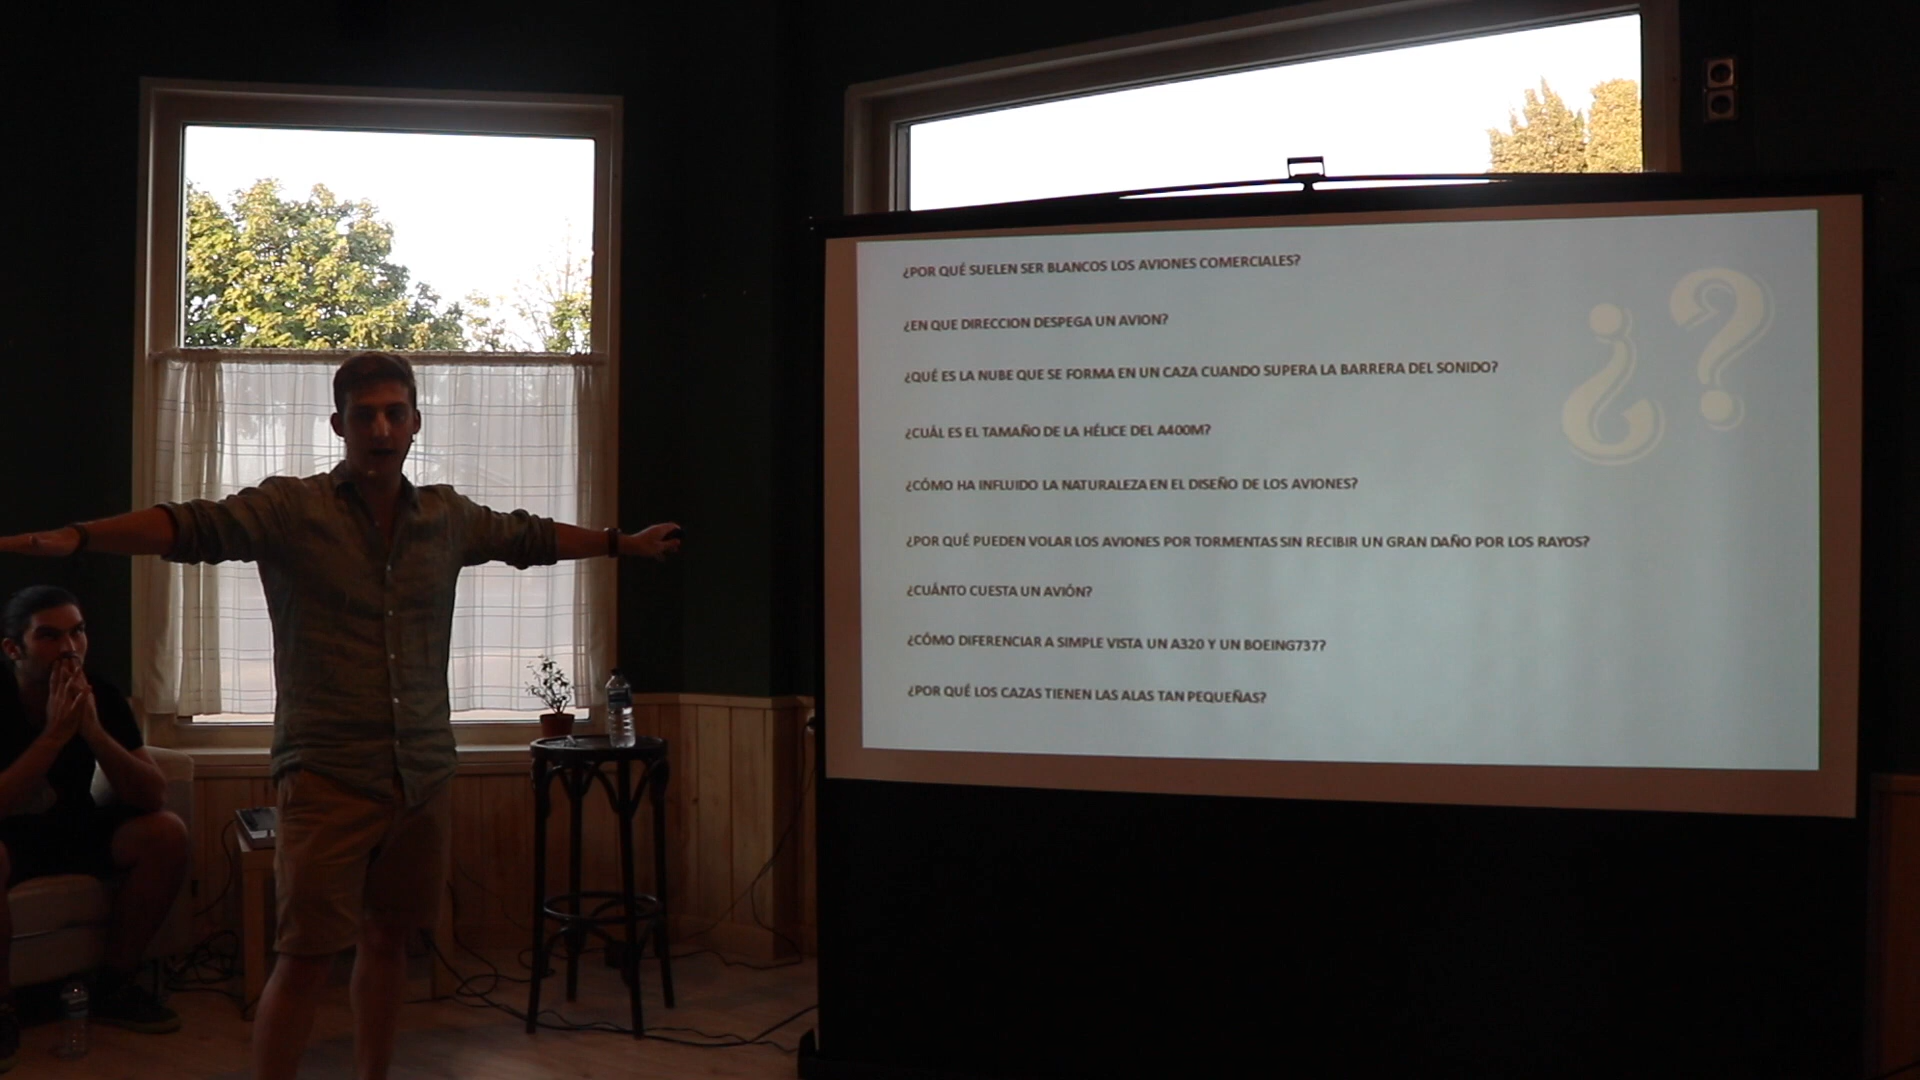 ¿POR QUÉ SUELEN SER BLANCOS LOS AVIONES COMERCIALES?
¿EN QUE DIRECCION DESPEGA UN AVION?
¿QUÉ ES LA NUBE QUE SE FORMA EN UN CAZA CUANDO SUPERA LA BARRERA DEL SONIDO?
¿CUÁL ES EL TAMAÑO DE LA HÉLICE DEL A400M?
¿CÓMO HA INFLUIDO LA NATURALEZA EN EL DISEÑO DE LOS AVIONES?
¿POR QUÉ PUEDEN VOLAR LOS AVIONES POR TORMENTAS SIN RECIBIR UN GRAN DAÑO POR LOS RAYOS?
¿CUÁNTO CUESTA UN AVIÓN?
¿CÓMO DIFERENCIAR A SIMPLE VISTA UN A320 Y UN BOEING737?
¿POR QUÉ LOS CAZAS TIENEN LAS ALAS TAN PEQUEÑAS?
¿?